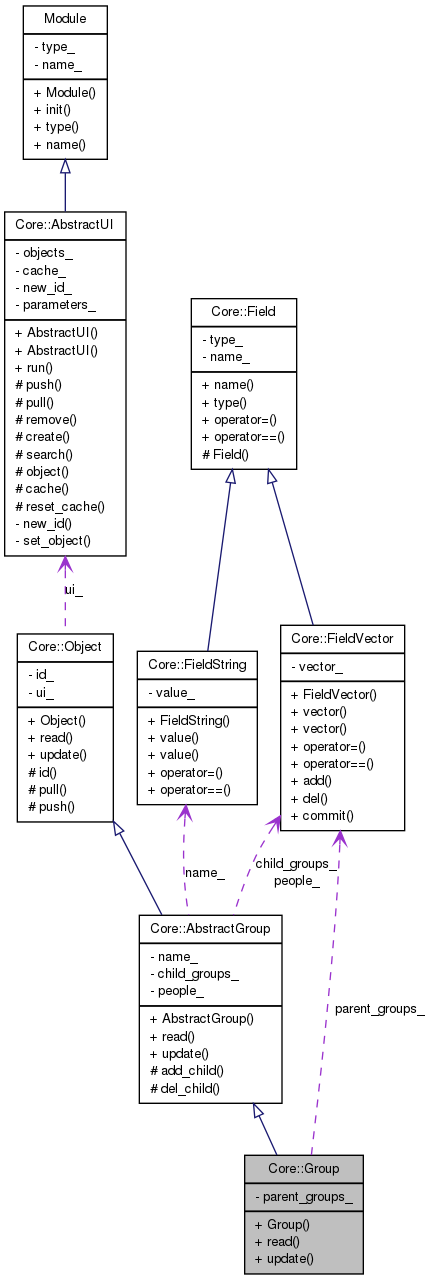 Module
- type_
- name_
+ Module()
+ init()
+ type()
+ name()
Core::AbstractUI
- objects_
- cache_
- new_id_
- parameters_
+ AbstractUI()
+ AbstractUI()
+ run()
# push()
# pull()
# remove()
# create()
# search()
# object()
# cache()
# reset_cache()
- new_id()
- set_object()
Core::Field
- type_
- name_
+ name()
+ type()
+ operator=()
+ operator==()
# Field()
ui_
Core::Object
- id_
- ui_
+ Object()
+ read()
+ update()
# id()
# pull()
# push()
Core::FieldString
- value_
+ FieldString()
+ value()
+ value()
+ operator=()
+ operator==()
Core::FieldVector
- vector_
+ FieldVector()
+ vector()
+ vector()
+ operator=()
+ operator==()
+ add()
+ del()
+ commit()
name_
child_groups_
people_
Core::AbstractGroup
- name_
- child_groups_
- people_
+ AbstractGroup()
+ read()
+ update()
# add_child()
# del_child()
parent_groups_
Core::Group
- parent_groups_
+ Group()
+ read()
+ update()